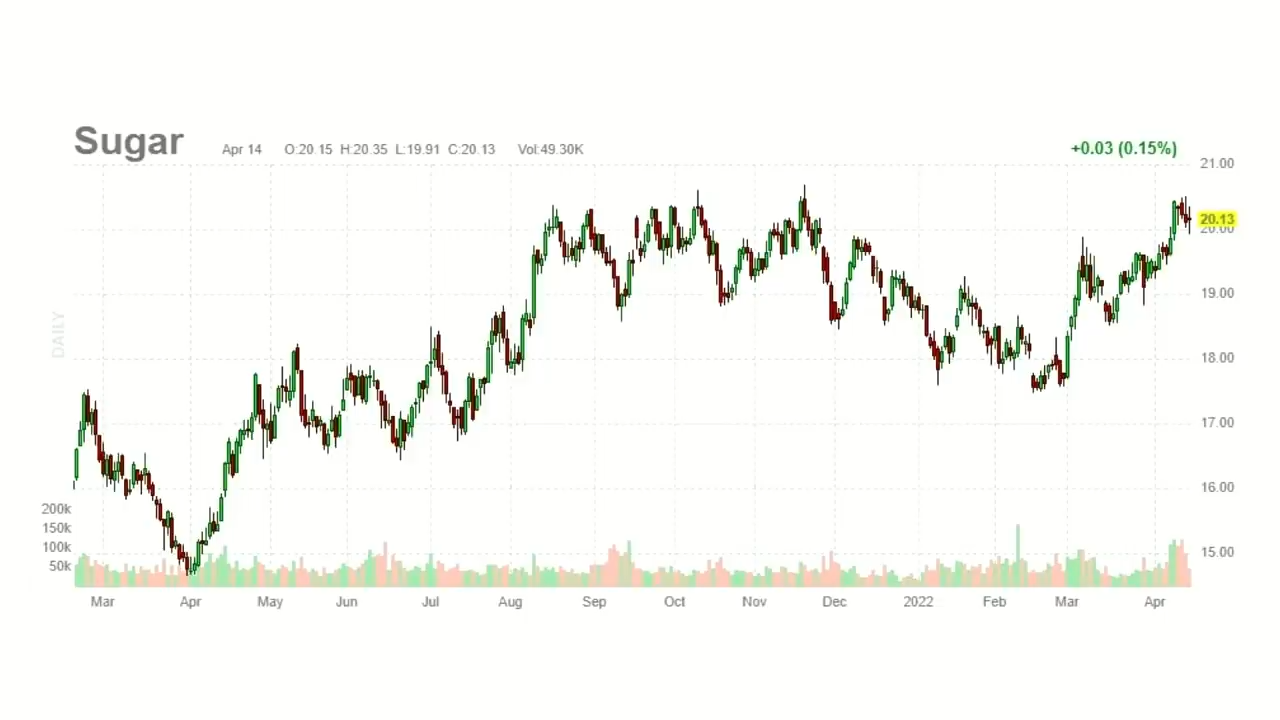 Sugar Apr 14 O:20.15 H:20.35 L:19.91 C:20.13 Vol:49.30K +0.03 (0.15%)
21.00
20.13
20.00
19.00
DAILY
18.00
17.00
16.00
200k
150k
100k
15.00
50k
Mar Apr May Jun Jul Aug Sep Oct Nov Dec 2022 Feb Mar Apr